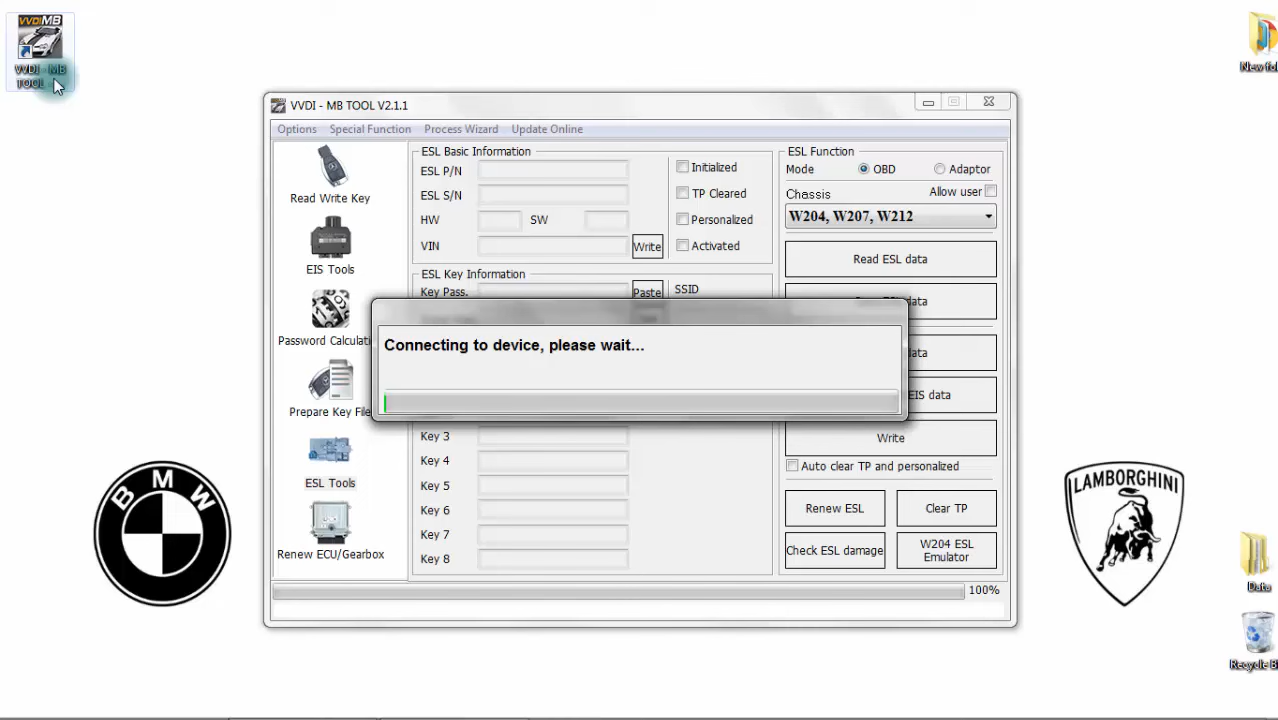 VVDI MB
VVDI - MB
TOOL
New fol
VVDI - MB TOOL V2.1.1
Options Special Function Process Wizard Update Online
Read Write Key
EIS Tools
Password Calculati
Prepare Key File
ESL Tools
Renew ECU/Gearbox
ESL Basic Information
ESL P/N
ESL S/N
HW SW
VIN Write
Initialized
TP Cleared
Personalized
Activated
ESL Key Information
Key Pass. Paste SSID
Connecting to device, please wait...
Key 3
Key 4
Key 5
Key 6
Key 7
Key 8
ESL Function
Mode OBD Adaptor
Chassis Allow user
W204, W207, W212
Read ESL data
data
data
EIS data
Write
Auto clear TP and personalized
Renew ESL Clear TP
Check ESL damage W204 ESL
Emulator
100%
BMW
LAMBORGHINI
Data
Recycle Bi